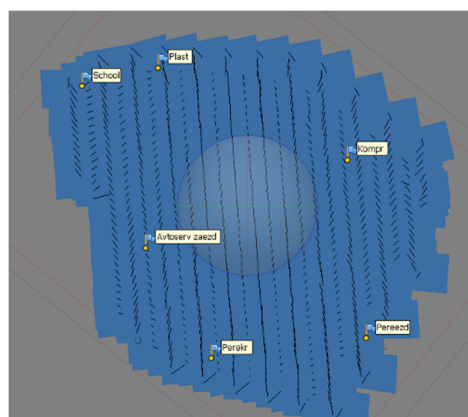 Plast
School
Kompr
Avtoserv zaezd
Pereezd
Perekr